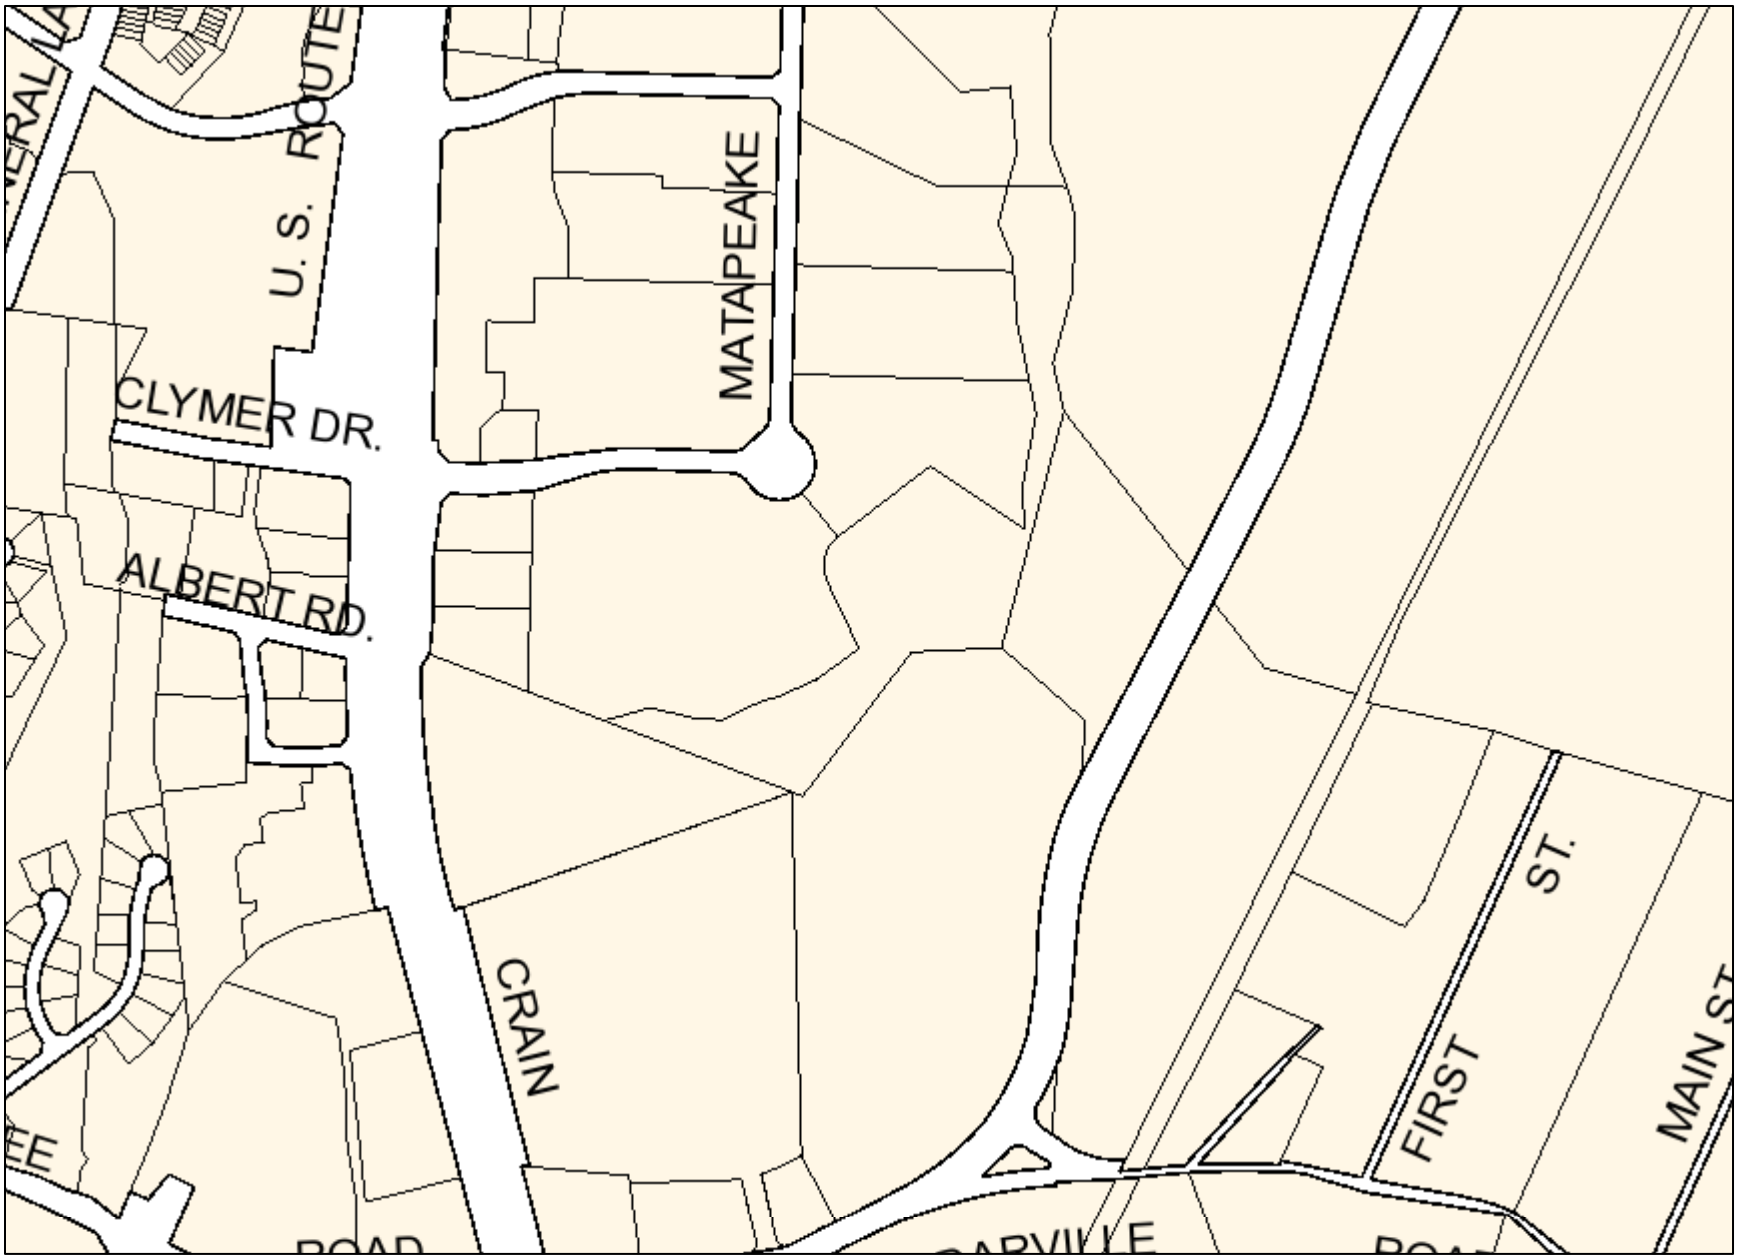 U. S. ROUTE
MATAPEAKE
CLYMER DR.
ALBERT RD.
CRAIN
FIRST ST.
MAIN ST
ROAD